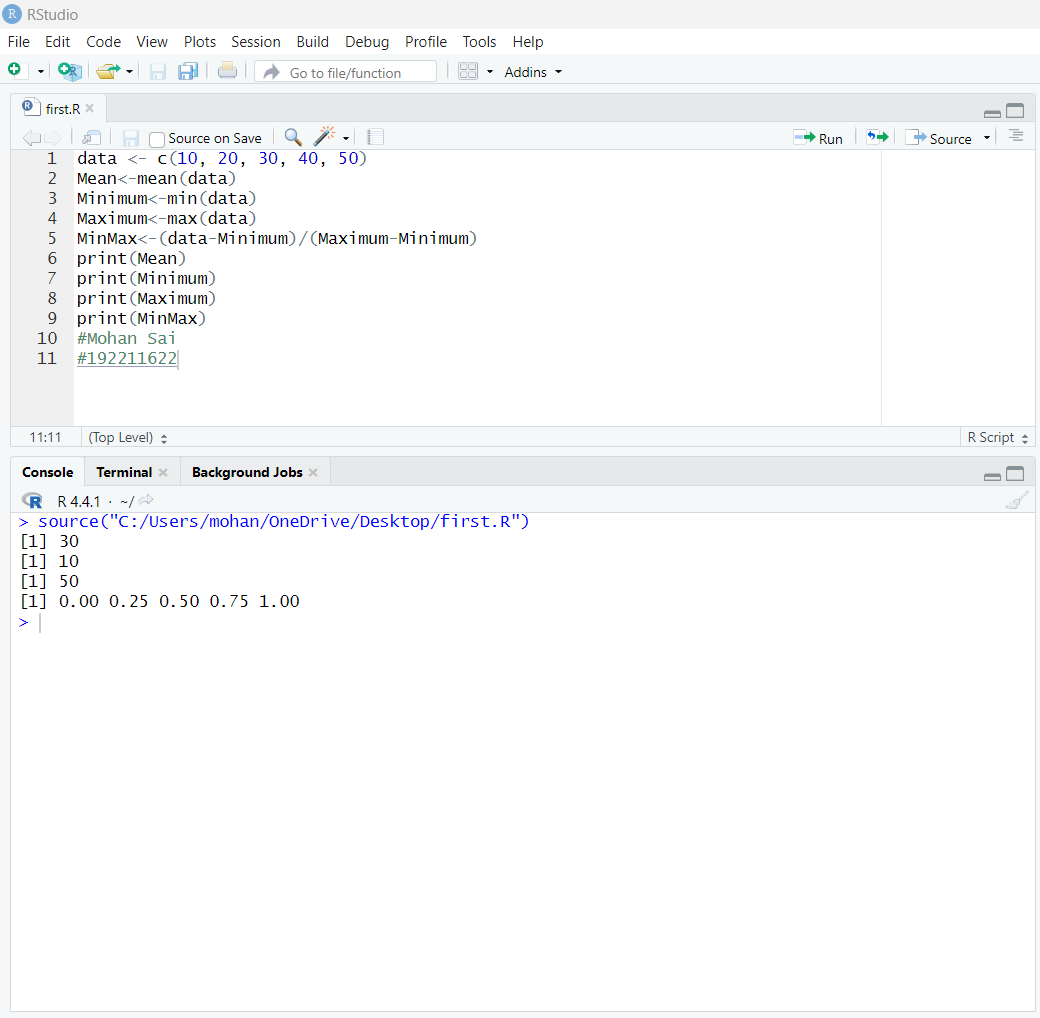 RStudio
File Edit Code View Plots Session Build Debug Profile Tools Help
Go to file/function Addins
first.R
Source on Save Run Source
1 data <- c(10, 20, 30, 40, 50)
2 Mean<-mean(data)
3 Minimum<-min(data)
4 Maximum<-max(data)
5 MinMax<-(data-Minimum)/(Maximum-Minimum)
6 print(Mean)
7 print(Minimum)
8 print(Maximum)
9 print(MinMax)
10 #Mohan Sai
11 #192211622
11:11 (Top Level) R Script
Console Terminal Background Jobs
R 4.4.1 · ~/
> source("C:/Users/mohan/OneDrive/Desktop/first.R")
[1] 30
[1] 10
[1] 50
[1] 0.00 0.25 0.50 0.75 1.00
>